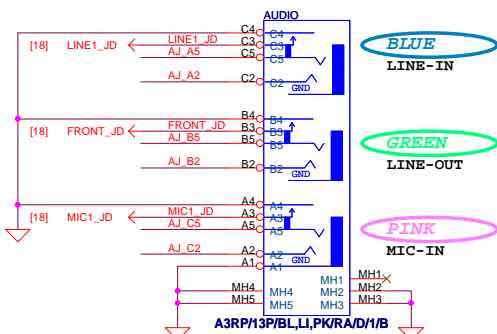 AUDIO
C4 C4
[18] LINE1_JD LINE1_JD C3 C3
AJ_A5 C5 C5
BLUE
LINE-IN
AJ_A2 C2 C2
GND
B4 B4
[18] FRONT_JD FRONT_JD B3 B3
AJ_B5 B5 B5
GREEN
LINE-OUT
AJ_B2 B2 B2
GND
A4 A4
[18] MIC1_JD MIC1_JD A3 A3
AJ_C5 A5 A5
PINK
MIC-IN
AJ_C2 A2 A2
GND
A1 A1
MH1 MH1
MH4 MH4 MH2 MH2
MH5 MH5 MH3 MH3
A3RP/13P/BL,LI,PK/RA/D/1/B